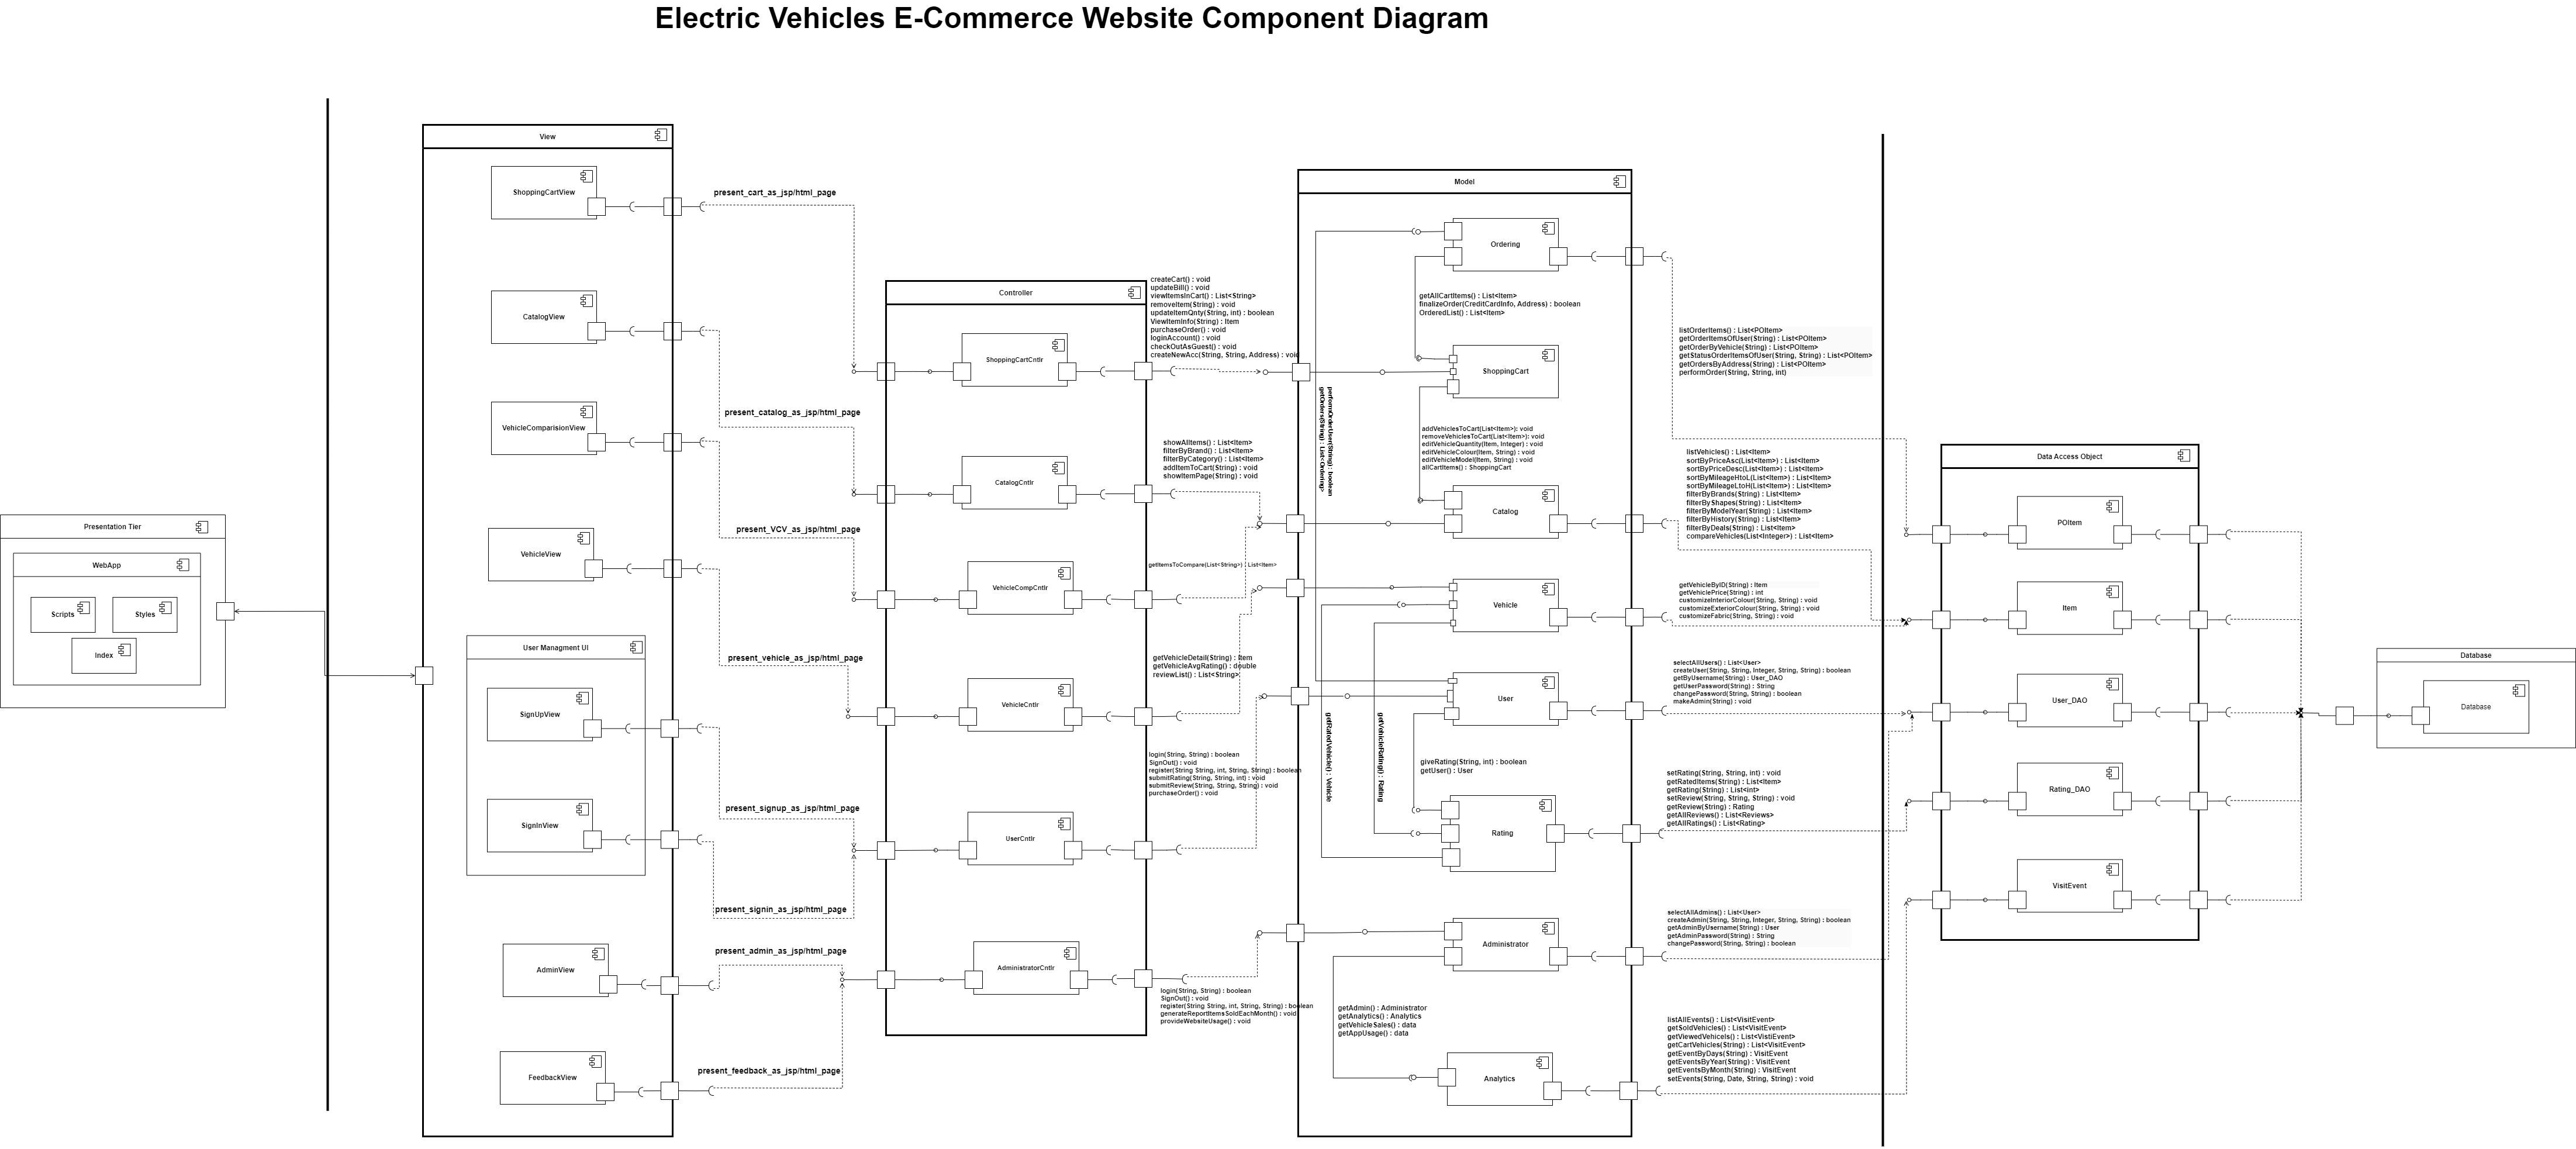 Electric Vehicles E-Commerce Website Component Diagram
Presentation Tier
WebApp
Scripts
Styles
Index
View
ShoppingCartView
CatalogView
VehicleComparisionView
VehicleView
User Managment UI
SignUpView
SignInView
AdminView
FeedbackView
present_cart_as_jsp/html_page
present_catalog_as_jsp/html_page
present_VCV_as_jsp/html_page
present_vehicle_as_jsp/html_page
present_signup_as_jsp/html_page
present_signin_as_jsp/html_page
present_admin_as_jsp/html_page
present_feedback_as_jsp/html_page
Controller
ShoppingCartCntlr
CatalogCntlr
VehicleCompCntlr
VehicleCntlr
UserCntlr
AdministratorCntlr
createCart() : void
updateBill() : void
viewItemsInCart() : List<String>
removeItem(String) : void
updateItemQnty(String, int) : boolean
ViewItemInfo(String) : Item
purchaseOrder() : void
loginAccount() : void
checkOutAsGuest() : void
createNewAcc(String, String, Address) : void
showAlItems() : List<Item>
filterByBrand() : List<Item>
filterByCategory() : List<Item>
addItemToCart(String) : void
showItemPage(String) : void
getItemsToCompare(List<String>) : List<Item>
getVehicleDetail(String) : Item
getVehicleAvgRating() : double
reviewList() : List<String>
login(String, String) : boolean
SignOut() : void
register(String String, int, String, String) : boolean
submitRating(String, String, int) : void
submitReview(String, String, String) : void
purchaseOrder() : void
login(String, String) : boolean
SignOut() : void
register(String String, int, String, String) : boolean
generateReportItemsSoldEachMonth() : void
provideWebsiteUsage() : void
Model
Ordering
getAllCartItems() : List<Item>
finalizeOrder(CreditCardInfo, Address) : boolean
OrderedList() : List<Item>
ShoppingCart
performOrderUser(String) : boolean
getOrders(String) : List<Ordering>
addVehiclesToCart(List<Item>): void
removeVehiclesToCart(List<Item>): void
editVehicleQuantity(Item, Integer) : void
editVehicleColour(Item, String) : void
editVehicleModel(Item, String) : void
allCartItems() : ShoppingCart
Catalog
Vehicle
User
getRatedVehicle() : Vehicle
getVehicleRating() : Rating
giveRating(String, int) : boolean
getUser() : User
Rating
Administrator
getAdmin() : Administrator
getAnalytics() : Analytics
getVehicleSales() : data
getAppUsage() : data
Analytics
listOrderItems() : List<POItem>
getOrderItemsOfUser(String) : List<POItem>
getOrderByVehicle(String) : List<POItem>
getStatusOrderItemsOfUser(String, String) : List<POItem>
getOrdersByAddress(String) : List<POItem>
performOrder(String, String, int)
listVehicles() : List<Item>
sortByPriceAsc(List<Item>) : List<Item>
sortByPriceDesc(List<Item>) : List<Item>
sortByMileageHtoL(List<Item>) : List<Item>
sortByMileageLtoH(List<Item>) : List<Item>
filterByBrands(String) : List<Item>
filterByShapes(String) : List<Item>
filterByModelYear(String) : List<Item>
filterByHistory(String) : List<Item>
filterByDeals(String) : List<Item>
compareVehicles(List<Integer>) : List<Item>
getVehicleByID(String) : Item
getVehiclePrice(String) : int
customizeInteriorColour(String, String) : void
customizeExteriorColour(String, String) : void
customizeFabric(String, String) : void
selectAllUsers() : List<User>
createUser(String, String, Integer, String, String) : boolean
getByUsername(String) : User_DAO
getUserPassword(String) : String
changePassword(String, String) : boolean
makeAdmin(String) : void
setRating(String, String, int) : void
getRatedItems(String) : List<Item>
getRating(String) : List<int>
setReview(String, String, String) : void
getReview(String) : Rating
getAllReviews() : List<Reviews>
getAllRatings() : List<Rating>
selectAllAdmins() : List<User>
createAdmin(String, String, Integer, String, String) : boolean
getAdminByUsername(String) : User
getAdminPassword(String) : String
changePassword(String, String) : boolean
listAllEvents() : List<VisitEvent>
getSoldVehicles() : List<VisitEvent>
getViewedVehicels() : List<VistiEvent>
getCartVehicles(String) : List<VisitEvent>
getEventByDays(String) : VisitEvent
getEventsByYear(String) : VisitEvent
getEventsByMonth(String) : VisitEvent
setEvents(String, Date, String, String) : void
Data Access Object
POItem
Item
User_DAO
Rating_DAO
VisitEvent
Database
Database